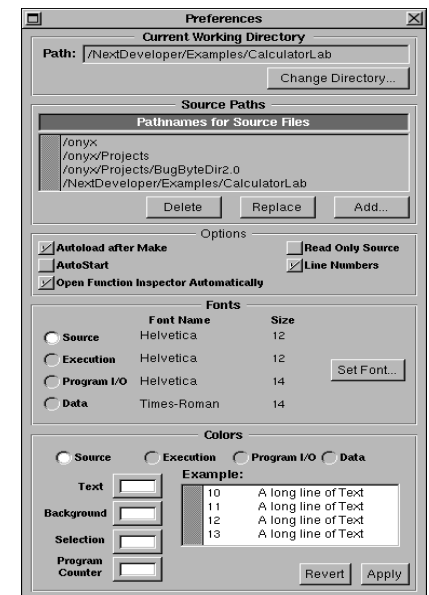 Preferences
Current Working Directory
Path: /NextDeveloper/Examples/CalculatorLab
Change Directory...
Source Paths
Pathnames for Source Files
/onyx
/onyx/Projects
/onyx/Projects/BugByteDir2.0
/NextDeveloper/Examples/CalculatorLab
Delete Replace Add...
Options
Autoload after Make Read Only Source
AutoStart Line Numbers
Open Function Inspector Automatically
Fonts
Font Name Size
Source Helvetica 12
Execution Helvetica 12
Set Font...
Program I/O Helvetica 14
Data Times-Roman 14
Colors
Source Execution Program I/O Data
Example:
Text
10 A long line of Text
11 A long line of Text
Background
12 A long line of Text
13 A long line of Text
Selection
Program
Counter
Revert Apply